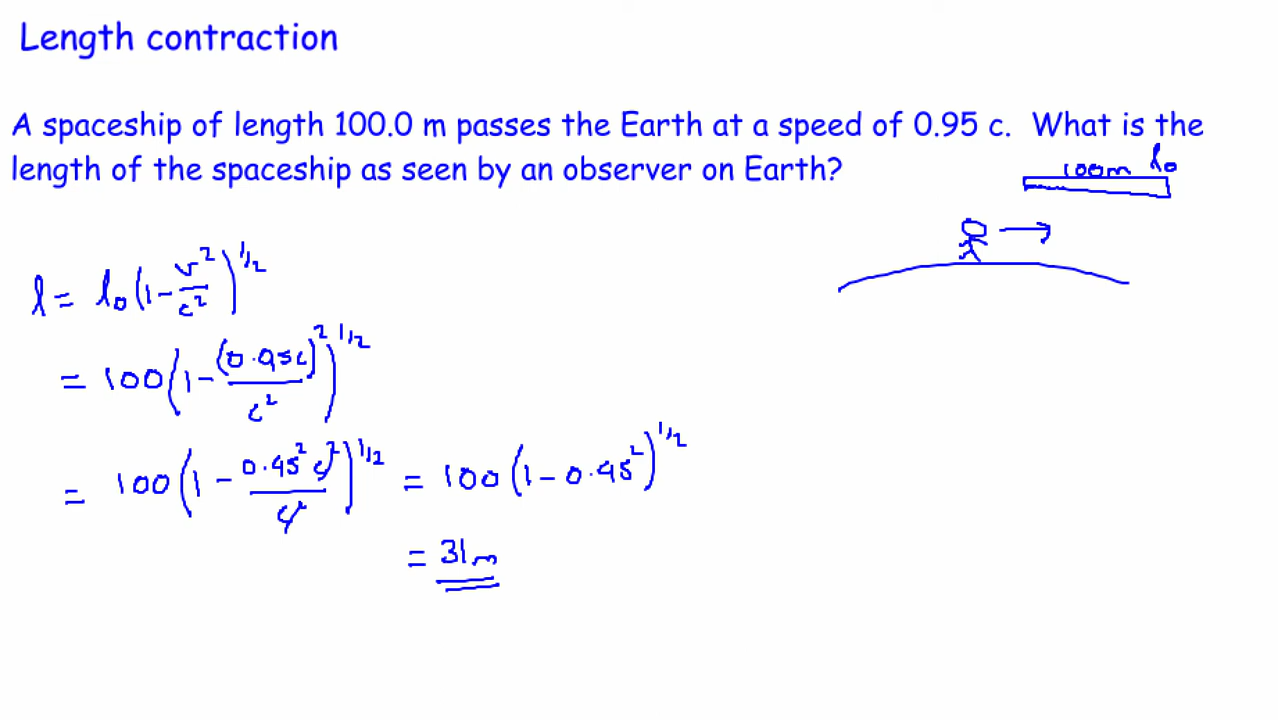 Length contraction
A spaceship of length 100.0 m passes the Earth at a speed of 0.95 c. What is the
length of the spaceship as seen by an observer on Earth?
100m l₀
l = l₀(1 - v²/c²)^1/2
= 100(1 - (0.95c)²/c²)^1/2
= 100(1 - 0.95²c²/c²)^1/2 = 100(1 - 0.95²)^1/2
= 31m